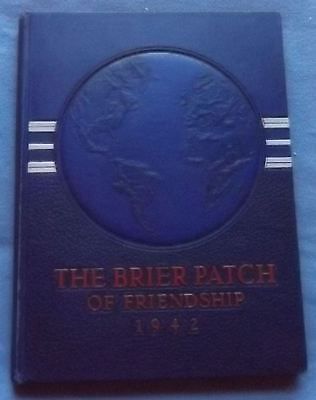 THE BRIER PATCH
OF FRIENDSHIP
1942